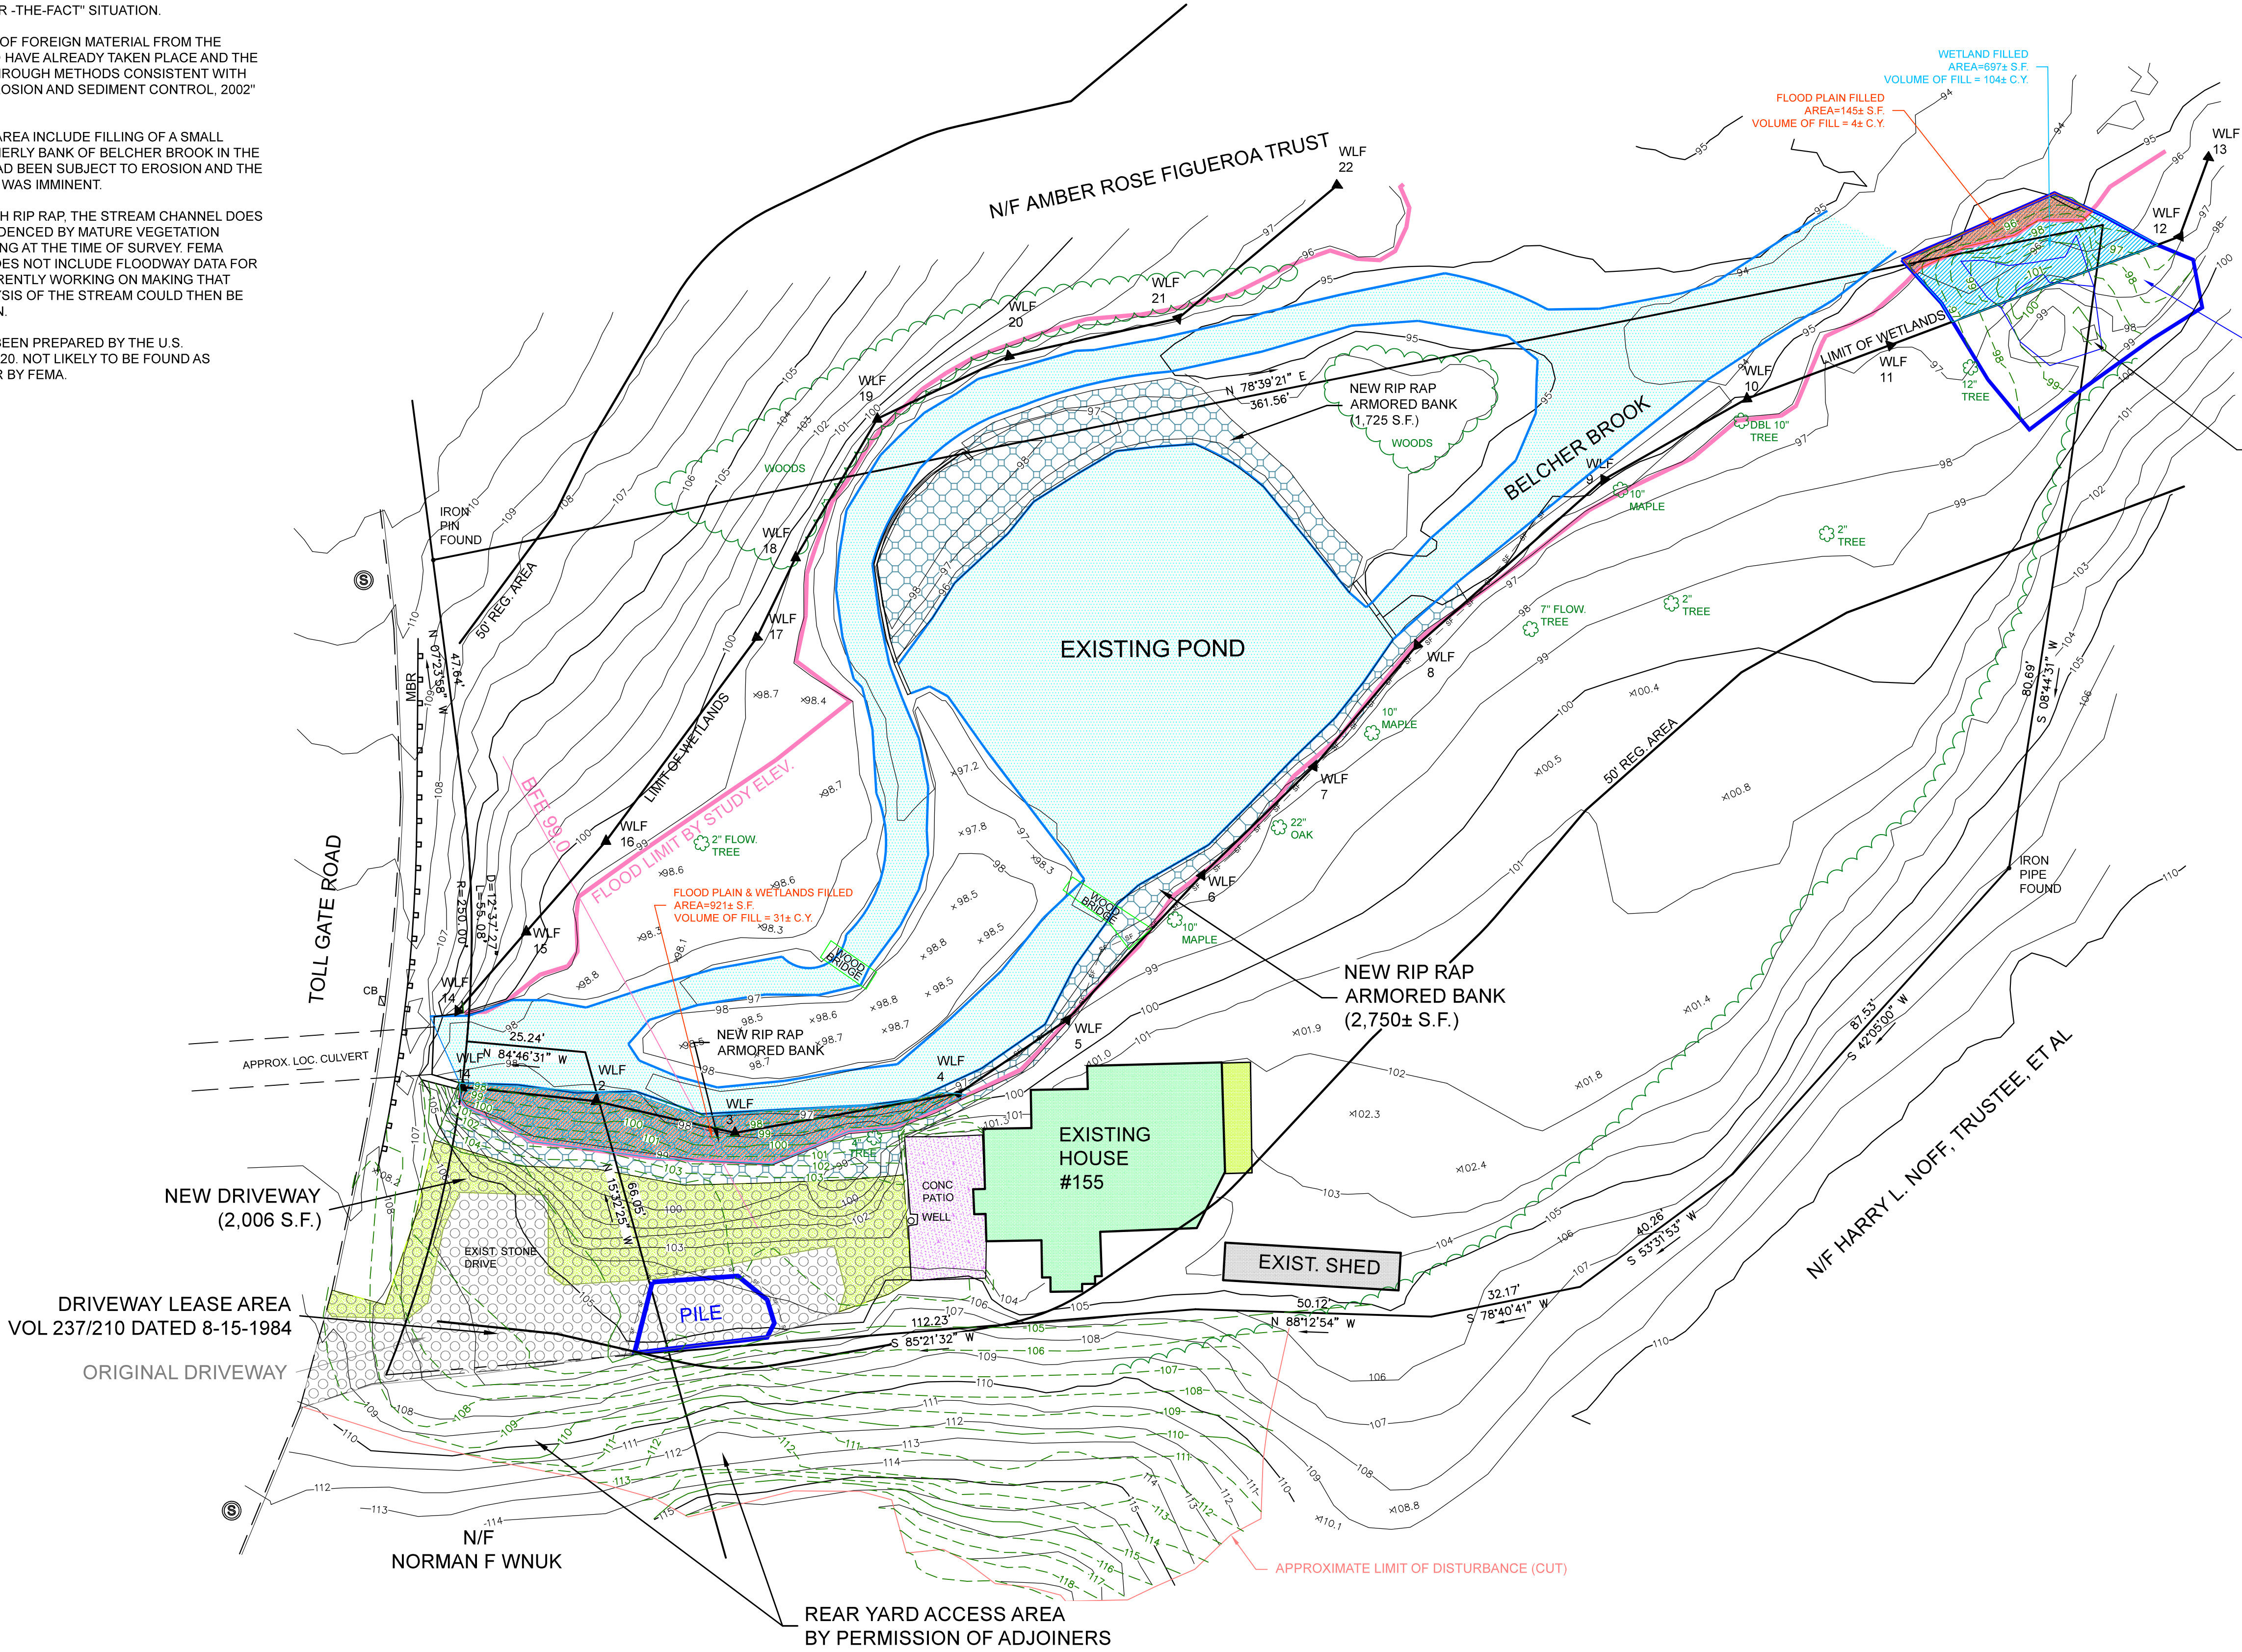 R -THE-FACT" SITUATION.
OF FOREIGN MATERIAL FROM THE
HAVE ALREADY TAKEN PLACE AND THE
HROUGH METHODS CONSISTENT WITH
OSION AND SEDIMENT CONTROL, 2002"
AREA INCLUDE FILLING OF A SMALL
HERLY BANK OF BELCHER BROOK IN THE
AD BEEN SUBJECT TO EROSION AND THE
WAS IMMINENT.
H RIP RAP, THE STREAM CHANNEL DOES
DENCED BY MATURE VEGETATION
NG AT THE TIME OF SURVEY. FEMA
OES NOT INCLUDE FLOODWAY DATA FOR
RENTLY WORKING ON MAKING THAT
YSIS OF THE STREAM COULD THEN BE
N.
BEEN PREPARED BY THE U.S.
20. NOT LIKELY TO BE FOUND AS
R BY FEMA.
WETLAND FILLED
AREA=697± S.F.
VOLUME OF FILL = 104± C.Y.
FLOOD PLAIN FILLED
AREA=145± S.F.
VOLUME OF FILL = 4± C.Y.
N/F AMBER ROSE FIGUEROA TRUST
WLF
22
WLF
13
WLF
12
WLF
21
WLF
20
WLF
19
WLF
18
WLF
17
WLF
16
WLF
15
WLF
14
WLF
11
WLF
10
WLF
9
WLF
8
WLF
7
WLF
6
WLF
5
WLF
4
WLF
3
WLF
2
WLF
14
N 78°39'21" E
361.56'
NEW RIP RAP
ARMORED BANK
(1,725 S.F.)
WOODS
WOODS
BELCHER BROOK
LIMIT OF WETLANDS
12"
TREE
DBL 10"
TREE
10"
MAPLE
2"
TREE
2"
TREE
7" FLOW.
TREE
10"
MAPLE
22"
OAK
10"
MAPLE
IRON
PIN
FOUND
50' REG. AREA
S
MBR
N 07°23'58" W
47.64'
EXISTING POND
LIMIT OF WETLANDS
FLOOD LIMIT BY STUDY ELEV.
BFE 99.0
2" FLOW.
TREE
FLOOD PLAIN & WETLANDS FILLED
AREA=921± S.F.
VOLUME OF FILL = 31± C.Y.
D=12°37'27"
L=55.08'
R=250.00'
WOOD
BRIDGE
WOOD
BRIDGE
50' REG. AREA
80.69'
S 08°44'31" W
IRON
PIPE
FOUND
87.53'
S 42°05'00" W
TOLL GATE ROAD
CB
APPROX. LOC. CULVERT
25.24'
N 84°46'31" W
NEW RIP RAP
ARMORED BANK
NEW RIP RAP
ARMORED BANK
(2,750± S.F.)
4"
TREE
N 15°32'25" W
66.05'
CONC
PATIO
WELL
EXISTING
HOUSE
#155
NEW DRIVEWAY
(2,006 S.F.)
EXIST. STONE
DRIVE
PILE
EXIST. SHED
40.26'
S 53°31'53" W
32.17'
S 78°40'41" W
50.12'
N 88°12'54" W
112.23'
S 85°21'32" W
N/F HARRY L. NOFF, TRUSTEE, ET AL
DRIVEWAY LEASE AREA
VOL 237/210 DATED 8-15-1984
ORIGINAL DRIVEWAY
S
N/F
NORMAN F WNUK
APPROXIMATE LIMIT OF DISTURBANCE (CUT)
REAR YARD ACCESS AREA
BY PERMISSION OF ADJOINERS